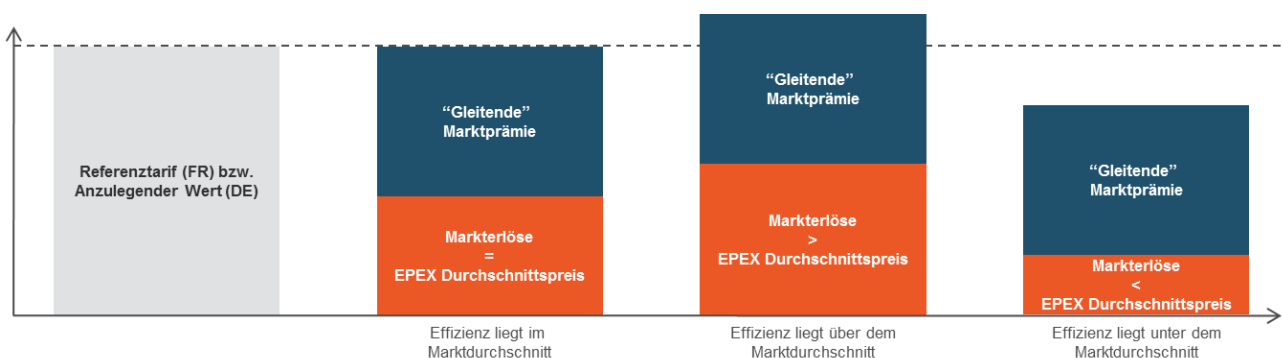 Referenztarif (FR) bzw.
Anzulegender Wert (DE)
“Gleitende”
Marktprämie
Markterlöse
=
EPEX Durchschnittspreis
Effizienz liegt im
Marktdurchschnitt
“Gleitende”
Marktprämie
Markterlöse
>
EPEX Durchschnittspreis
Effizienz liegt über dem
Marktdurchschnitt
“Gleitende”
Marktprämie
Markterlöse
<
EPEX Durchschnittspreis
Effizienz liegt unter dem
Marktdurchschnitt